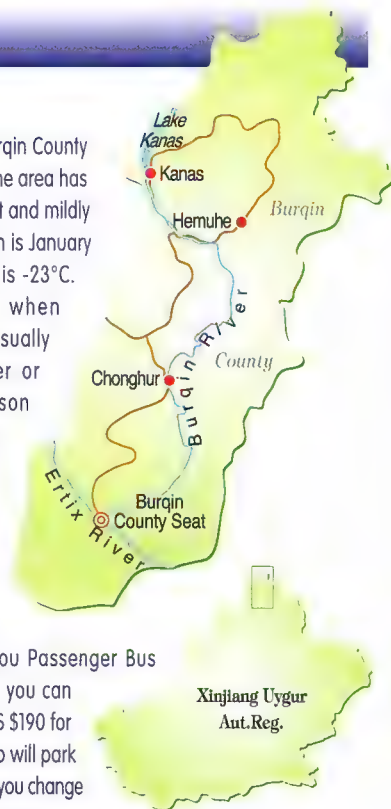 rqin County
ne area has
t and mildly
n is January
is -23°C.
when
sually
er or
son
ou Passenger Bus
you can
S $190 for
p will park
you change
Lake
Kanas
Kanas
Hemuhe
Burqin
County
Burqin River
Chonghur
Ertix River
Burqin
County Seat
Xinjiang Uygur
Aut.Reg.